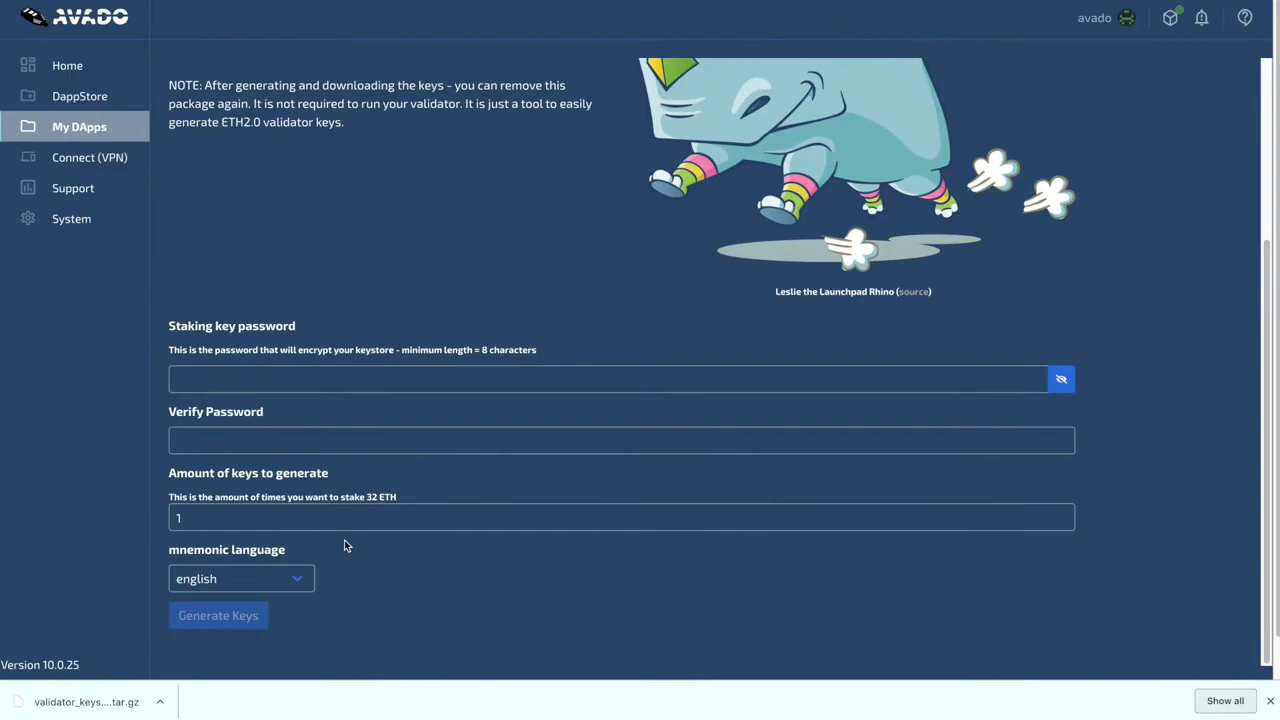 AVADO
avado
Home
DappStore
My DApps
Connect (VPN)
Support
System
NOTE: After generating and downloading the keys - you can remove this
package again. It is not required to run your validator. It is just a tool to easily
generate ETH2.0 validator keys.
Leslie the Launchpad Rhino (source)
Staking key password
This is the password that will encrypt your keystore - minimum length = 8 characters
Verify Password
Amount of keys to generate
This is the amount of times you want to stake 32 ETH
1
mnemonic language
english
Generate Keys
Version 10.0.25
validator_keys....tar.gz
Show all